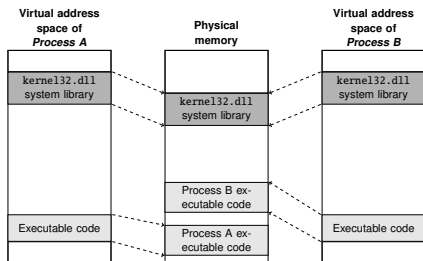 Virtual address
space of
Process A
Physical
memory
Virtual address
space of
Process B
kernel32.dll
system library
kernel32.dll
system library
kernel32.dll
system library
Process B ex-
ecutable code
Executable code
Process A ex-
ecutable code
Executable code